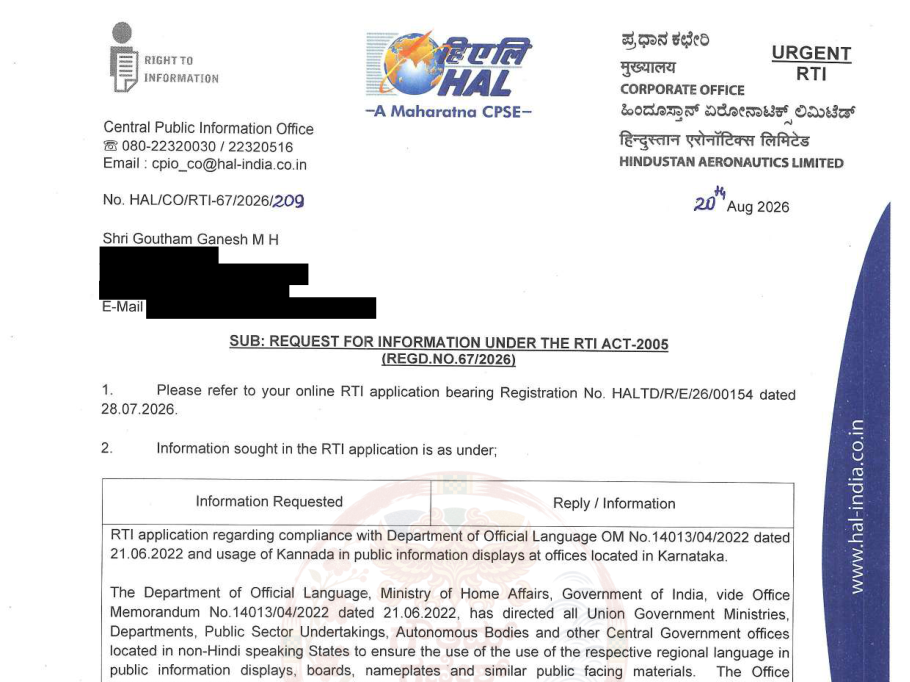 RIGHT TO
INFORMATION
हिएलि
HAL
–A Maharatna CPSE–
ಪ್ರಧಾನ ಕಛೇರಿ
मुख्यालय
CORPORATE OFFICE
ಹಿಂದೂಸ್ತಾನ್ ಏರೋನಾಟಿಕ್ಸ್ ಲಿಮಿಟೆಡ್
हिन्दुस्तान एरोनॉटिक्स लिमिटेड
HINDUSTAN AERONAUTICS LIMITED
URGENT
RTI
Central Public Information Office
☏ 080-22320030 / 22320516
Email : cpio_co@hal-india.co.in
No. HAL/CO/RTI-67/2026/209
20th Aug 2026
Shri Goutham Ganesh M H
E-Mail
SUB: REQUEST FOR INFORMATION UNDER THE RTI ACT-2005
(REGD.NO.67/2026)
1. Please refer to your online RTI application bearing Registration No. HALTD/R/E/26/00154 dated
28.07.2026.
2. Information sought in the RTI application is as under;
Information Requested
Reply / Information
RTI application regarding compliance with Department of Official Language OM No.14013/04/2022 dated
21.06.2022 and usage of Kannada in public information displays at offices located in Karnataka.
The Department of Official Language, Ministry of Home Affairs, Government of India, vide Office
Memorandum No.14013/04/2022 dated 21.06.2022, has directed all Union Government Ministries,
Departments, Public Sector Undertakings, Autonomous Bodies and other Central Government offices
located in non-Hindi speaking States to ensure the use of the use of the respective regional language in
public information displays, boards, nameplates and similar public facing materials. The Office
www.hal-india.co.in